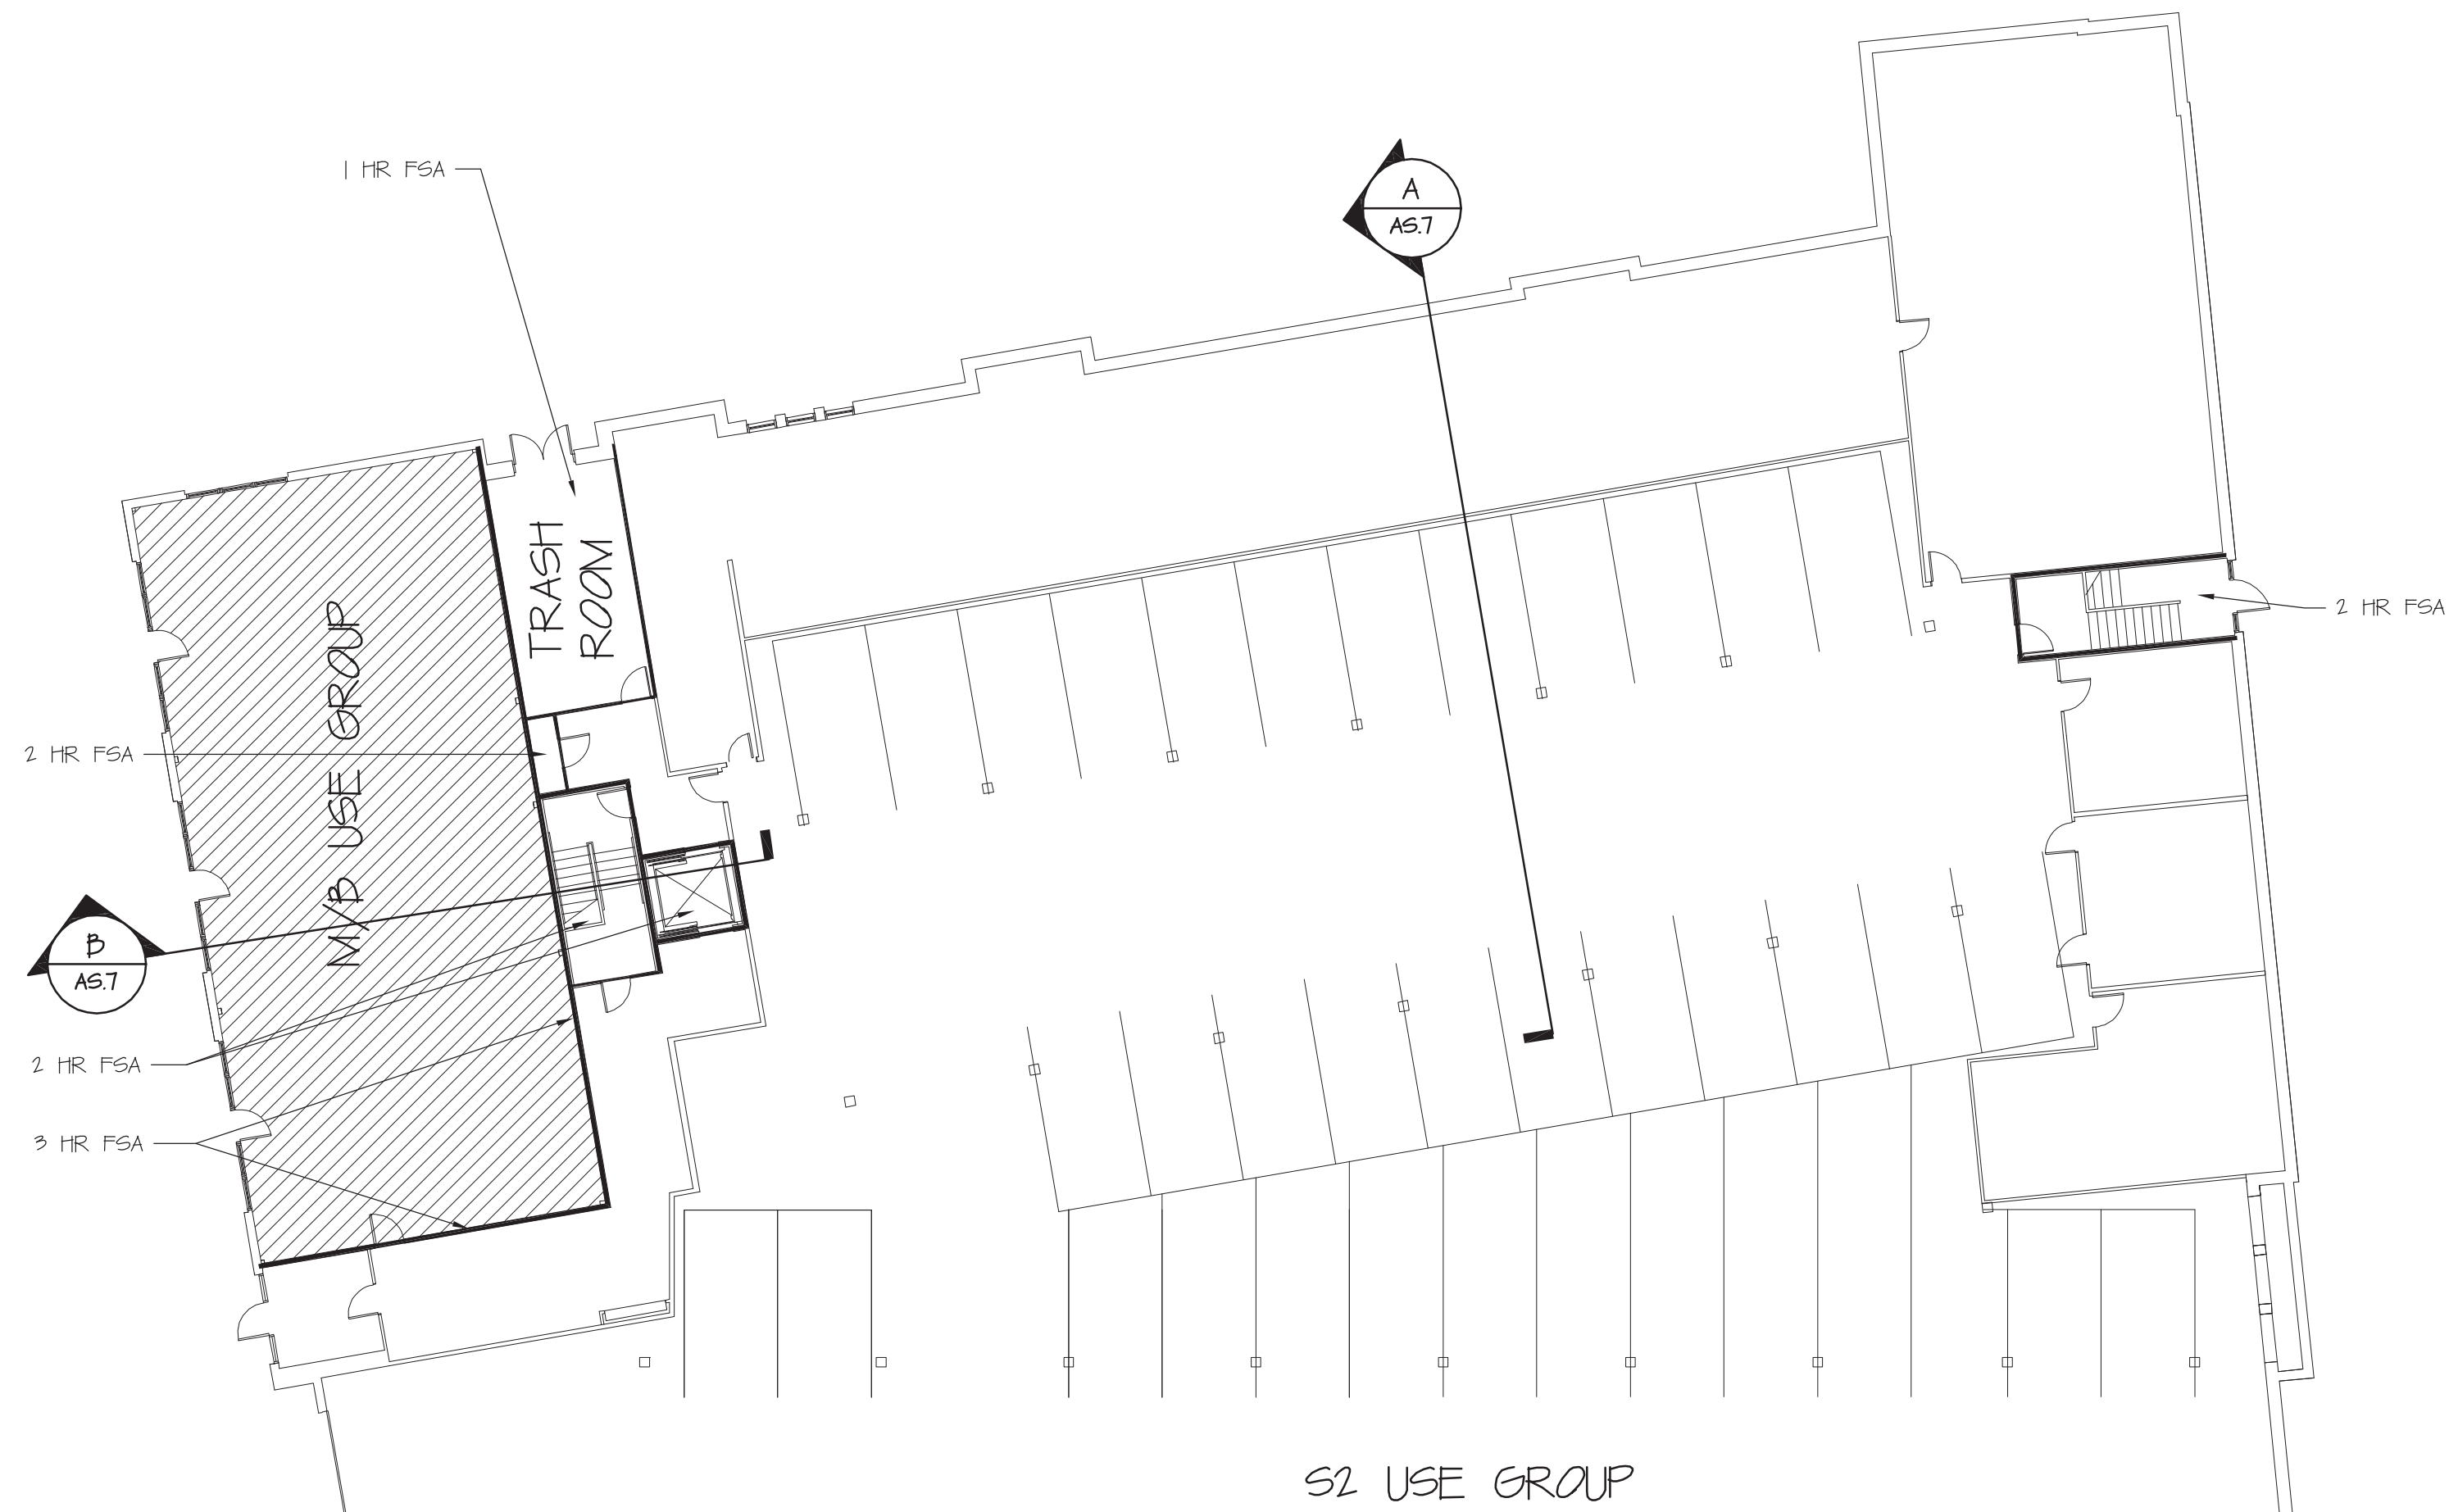 1 HR FSA
A
AS.7
TRASH
ROOM
M/B USE GROUP
2 HR FSA
2 HR FSA
B
AS.7
2 HR FSA
3 HR FSA
S2 USE GROUP